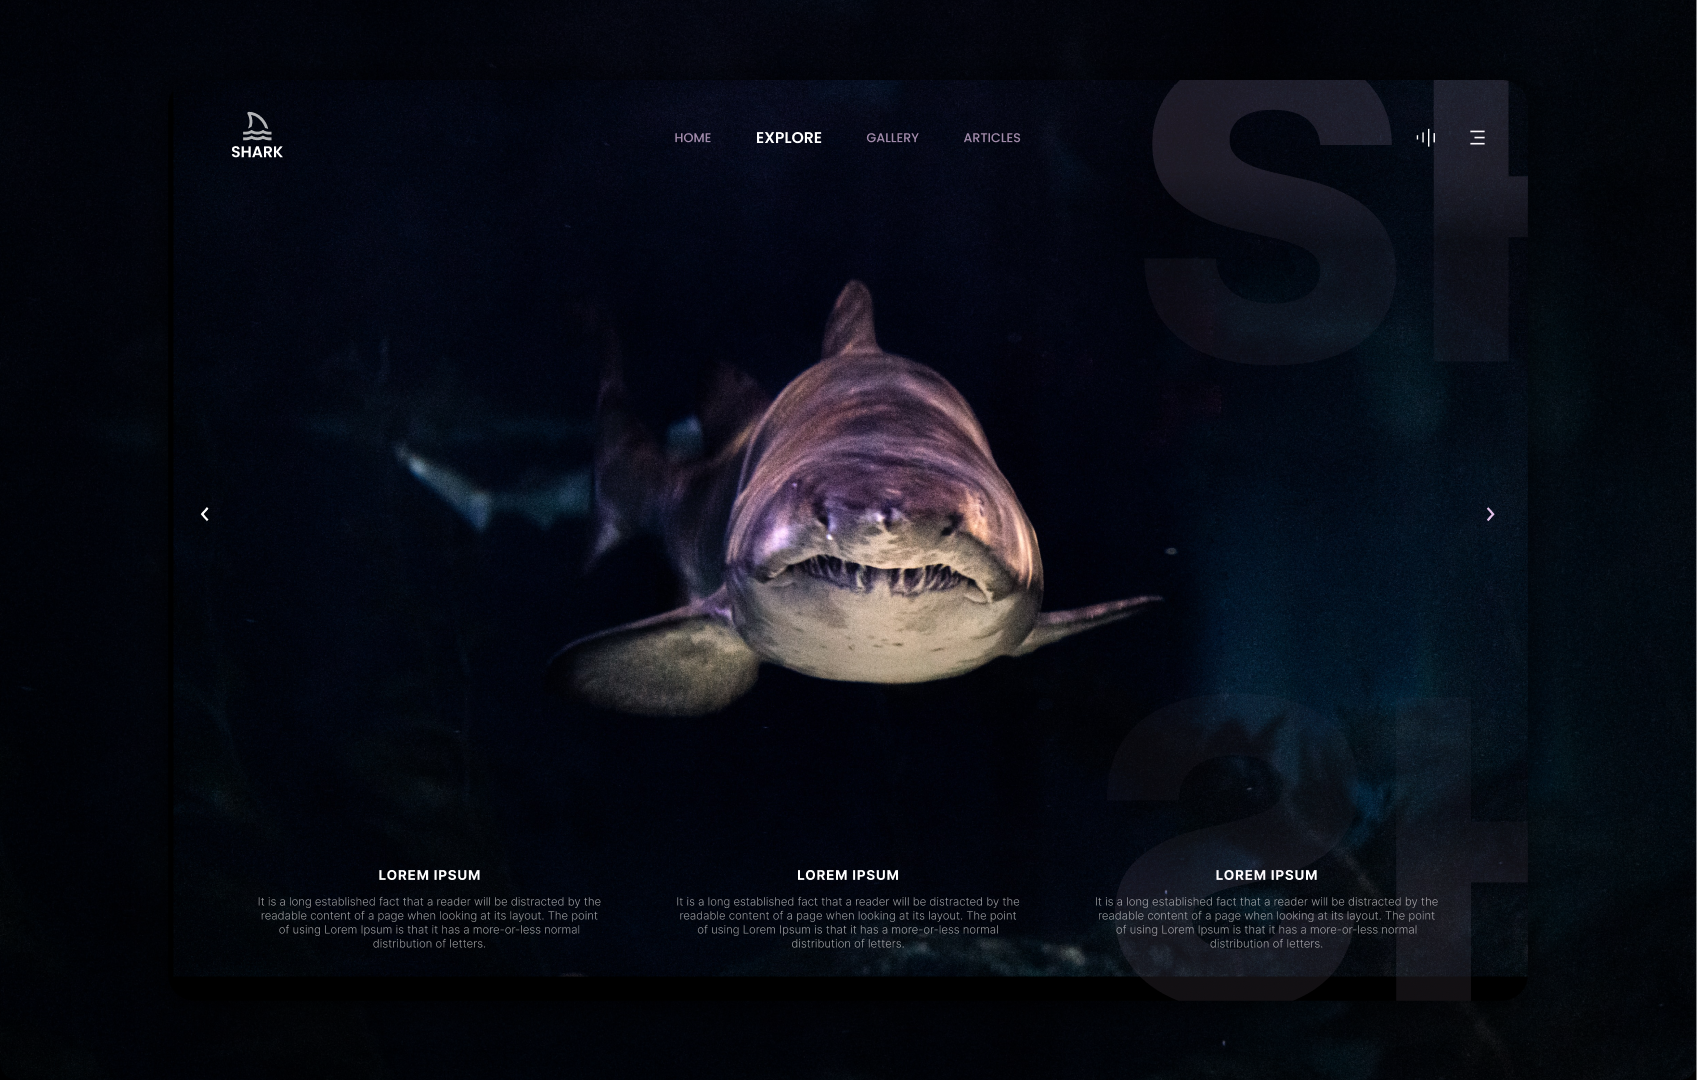 SHARK
HOME EXPLORE GALLERY ARTICLES
LOREM IPSUM
It is a long established fact that a reader will be distracted by the
readable content of a page when looking at its layout. The point
of using Lorem Ipsum is that it has a more-or-less normal
distribution of letters.
LOREM IPSUM
It is a long established fact that a reader will be distracted by the
readable content of a page when looking at its layout. The point
of using Lorem Ipsum is that it has a more-or-less normal
distribution of letters.
LOREM IPSUM
It is a long established fact that a reader will be distracted by the
readable content of a page when looking at its layout. The point
of using Lorem Ipsum is that it has a more-or-less normal
distribution of letters.